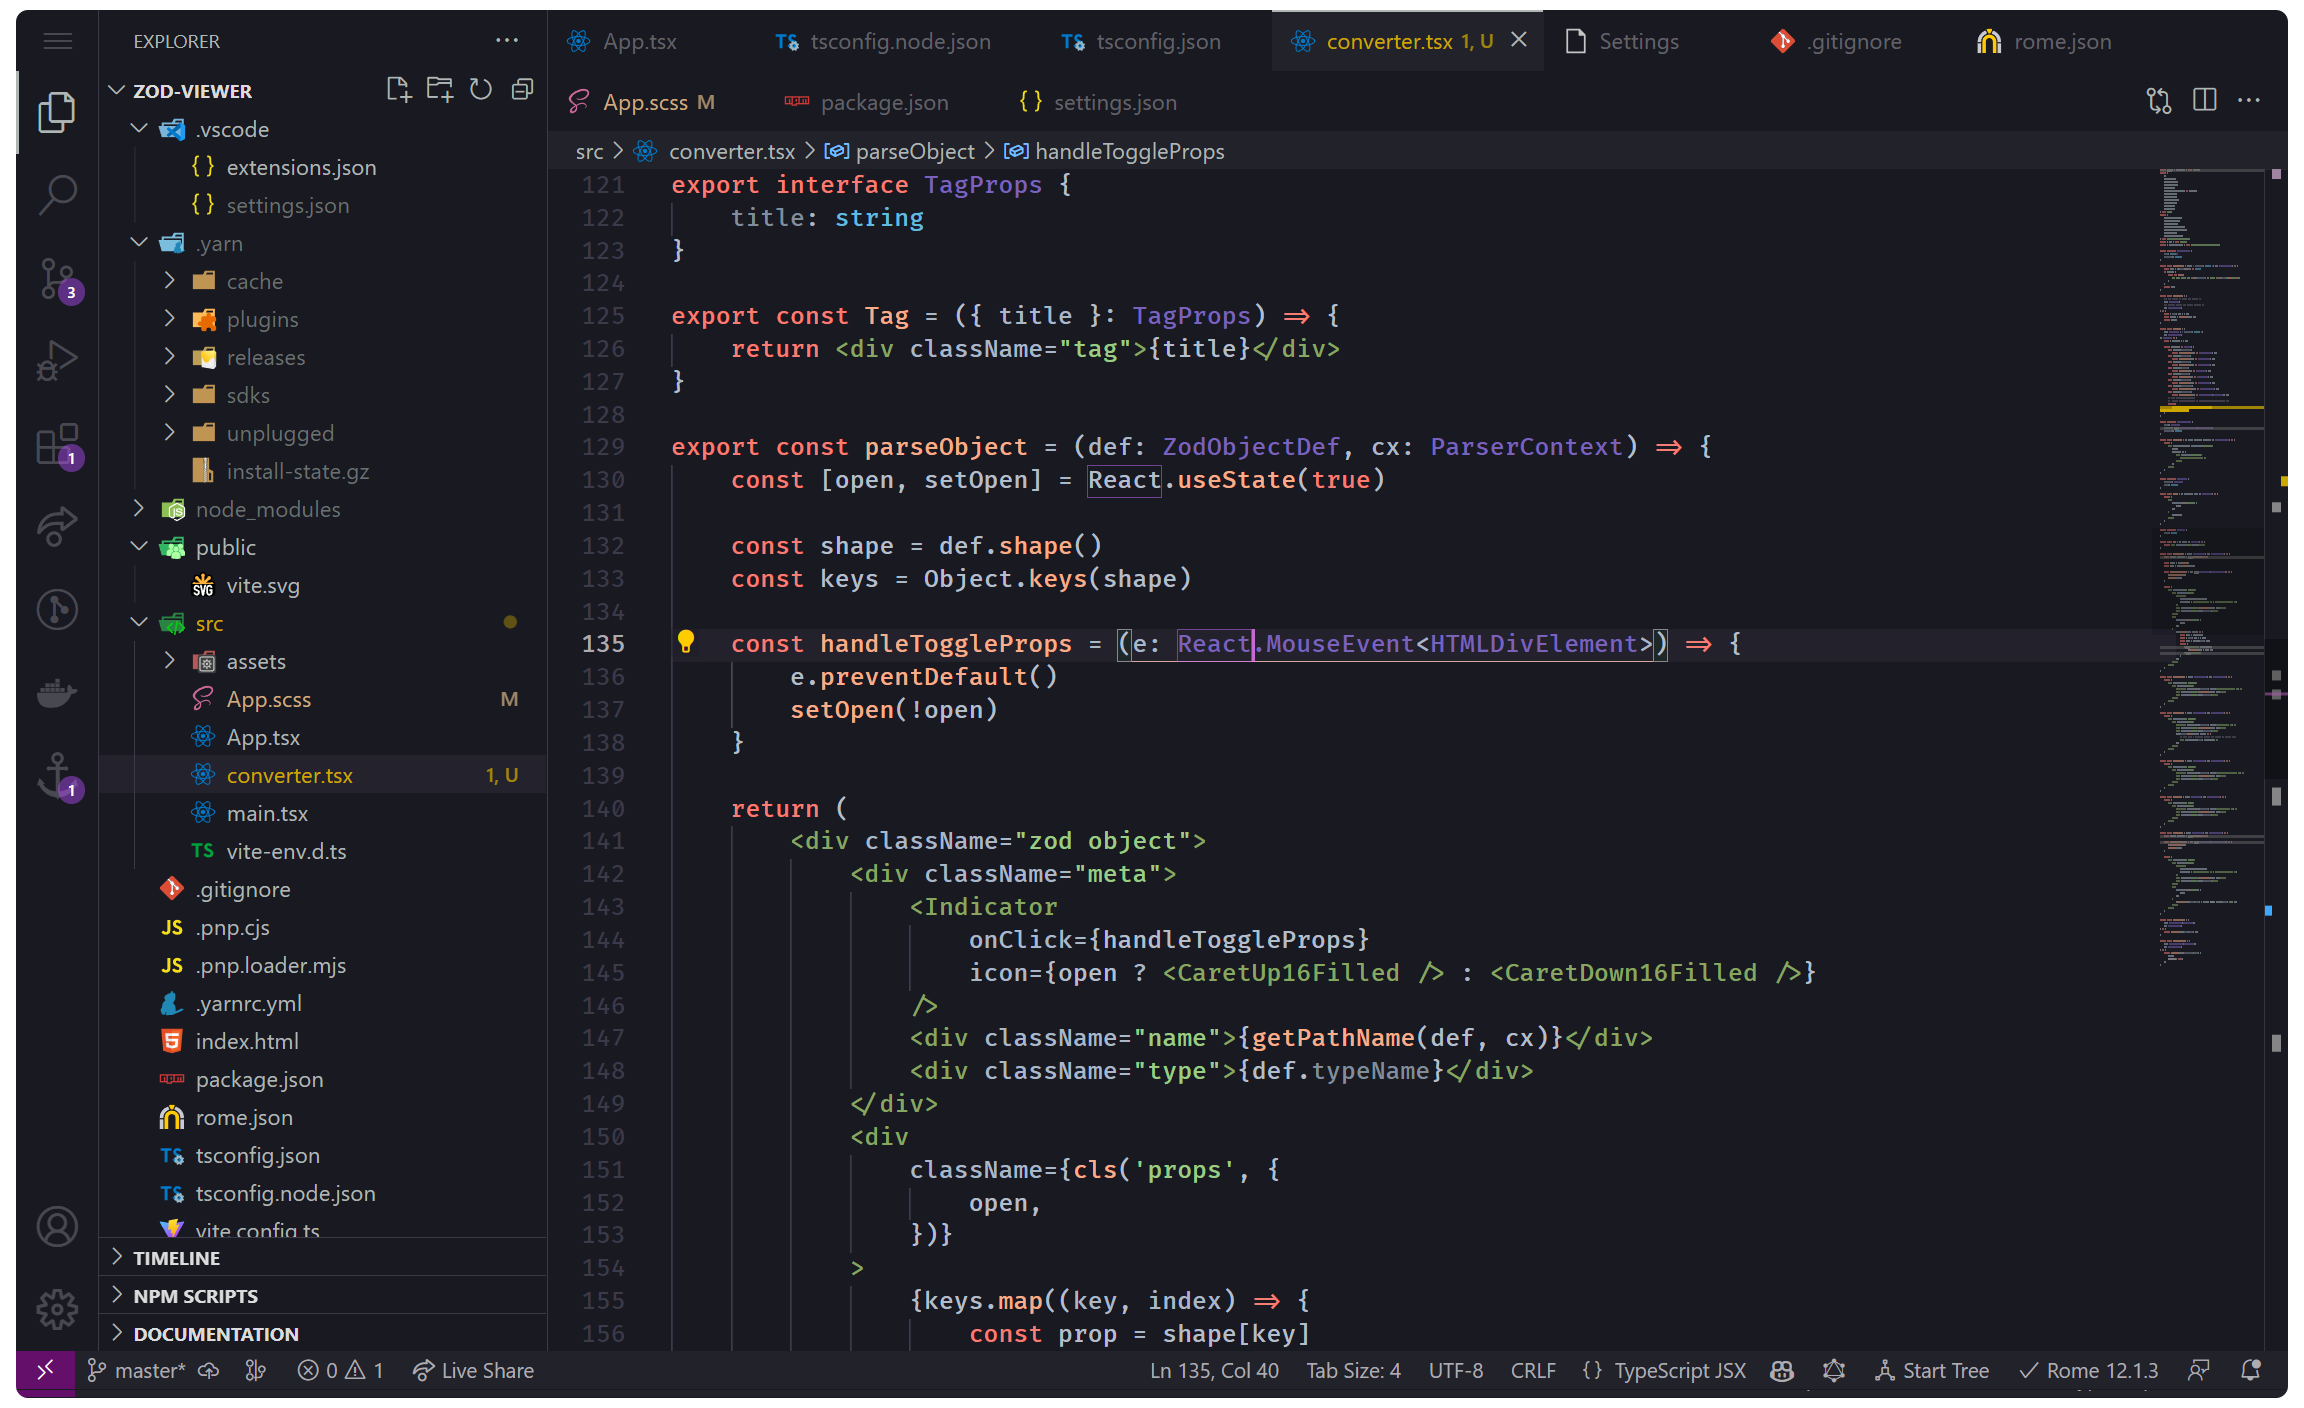 EXPLORER
ZOD-VIEWER
.vscode
extensions.json
settings.json
.yarn
cache
plugins
releases
sdks
unplugged
install-state.gz
node_modules
public
vite.svg
src
assets
App.scss M
App.tsx
converter.tsx 1, U
main.tsx
TS vite-env.d.ts
.gitignore
JS .pnp.cjs
JS .pnp.loader.mjs
.yarnrc.yml
index.html
package.json
rome.json
TS tsconfig.json
TS tsconfig.node.json
vite.config.ts
TIMELINE
NPM SCRIPTS
DOCUMENTATION
3
1
1
App.tsx
TS tsconfig.node.json
TS tsconfig.json
converter.tsx 1, U
Settings
.gitignore
rome.json
App.scss M
package.json
{} settings.json
src > converter.tsx > parseObject > handleToggleProps
121 export interface TagProps {
122 title: string
123 }
124
125 export const Tag = ({ title }: TagProps) => {
126 return <div className="tag">{title}</div>
127 }
128
129 export const parseObject = (def: ZodObjectDef, cx: ParserContext) => {
130 const [open, setOpen] = React.useState(true)
131
132 const shape = def.shape()
133 const keys = Object.keys(shape)
134
135 const handleToggleProps = (e: React.MouseEvent<HTMLDivElement>) => {
136 e.preventDefault()
137 setOpen(!open)
138 }
139
140 return (
141 <div className="zod object">
142 <div className="meta">
143 <Indicator
144 onClick={handleToggleProps}
145 icon={open ? <CaretUp16Filled /> : <CaretDown16Filled />}
146 />
147 <div className="name">{getPathName(def, cx)}</div>
148 <div className="type">{def.typeName}</div>
149 </div>
150 <div
151 className={cls('props', {
152 open,
153 })}
154 >
155 {keys.map((key, index) => {
156 const prop = shape[key]
master* 0 1 Live Share Ln 135, Col 40 Tab Size: 4 UTF-8 CRLF {} TypeScript JSX Start Tree Rome 12.1.3